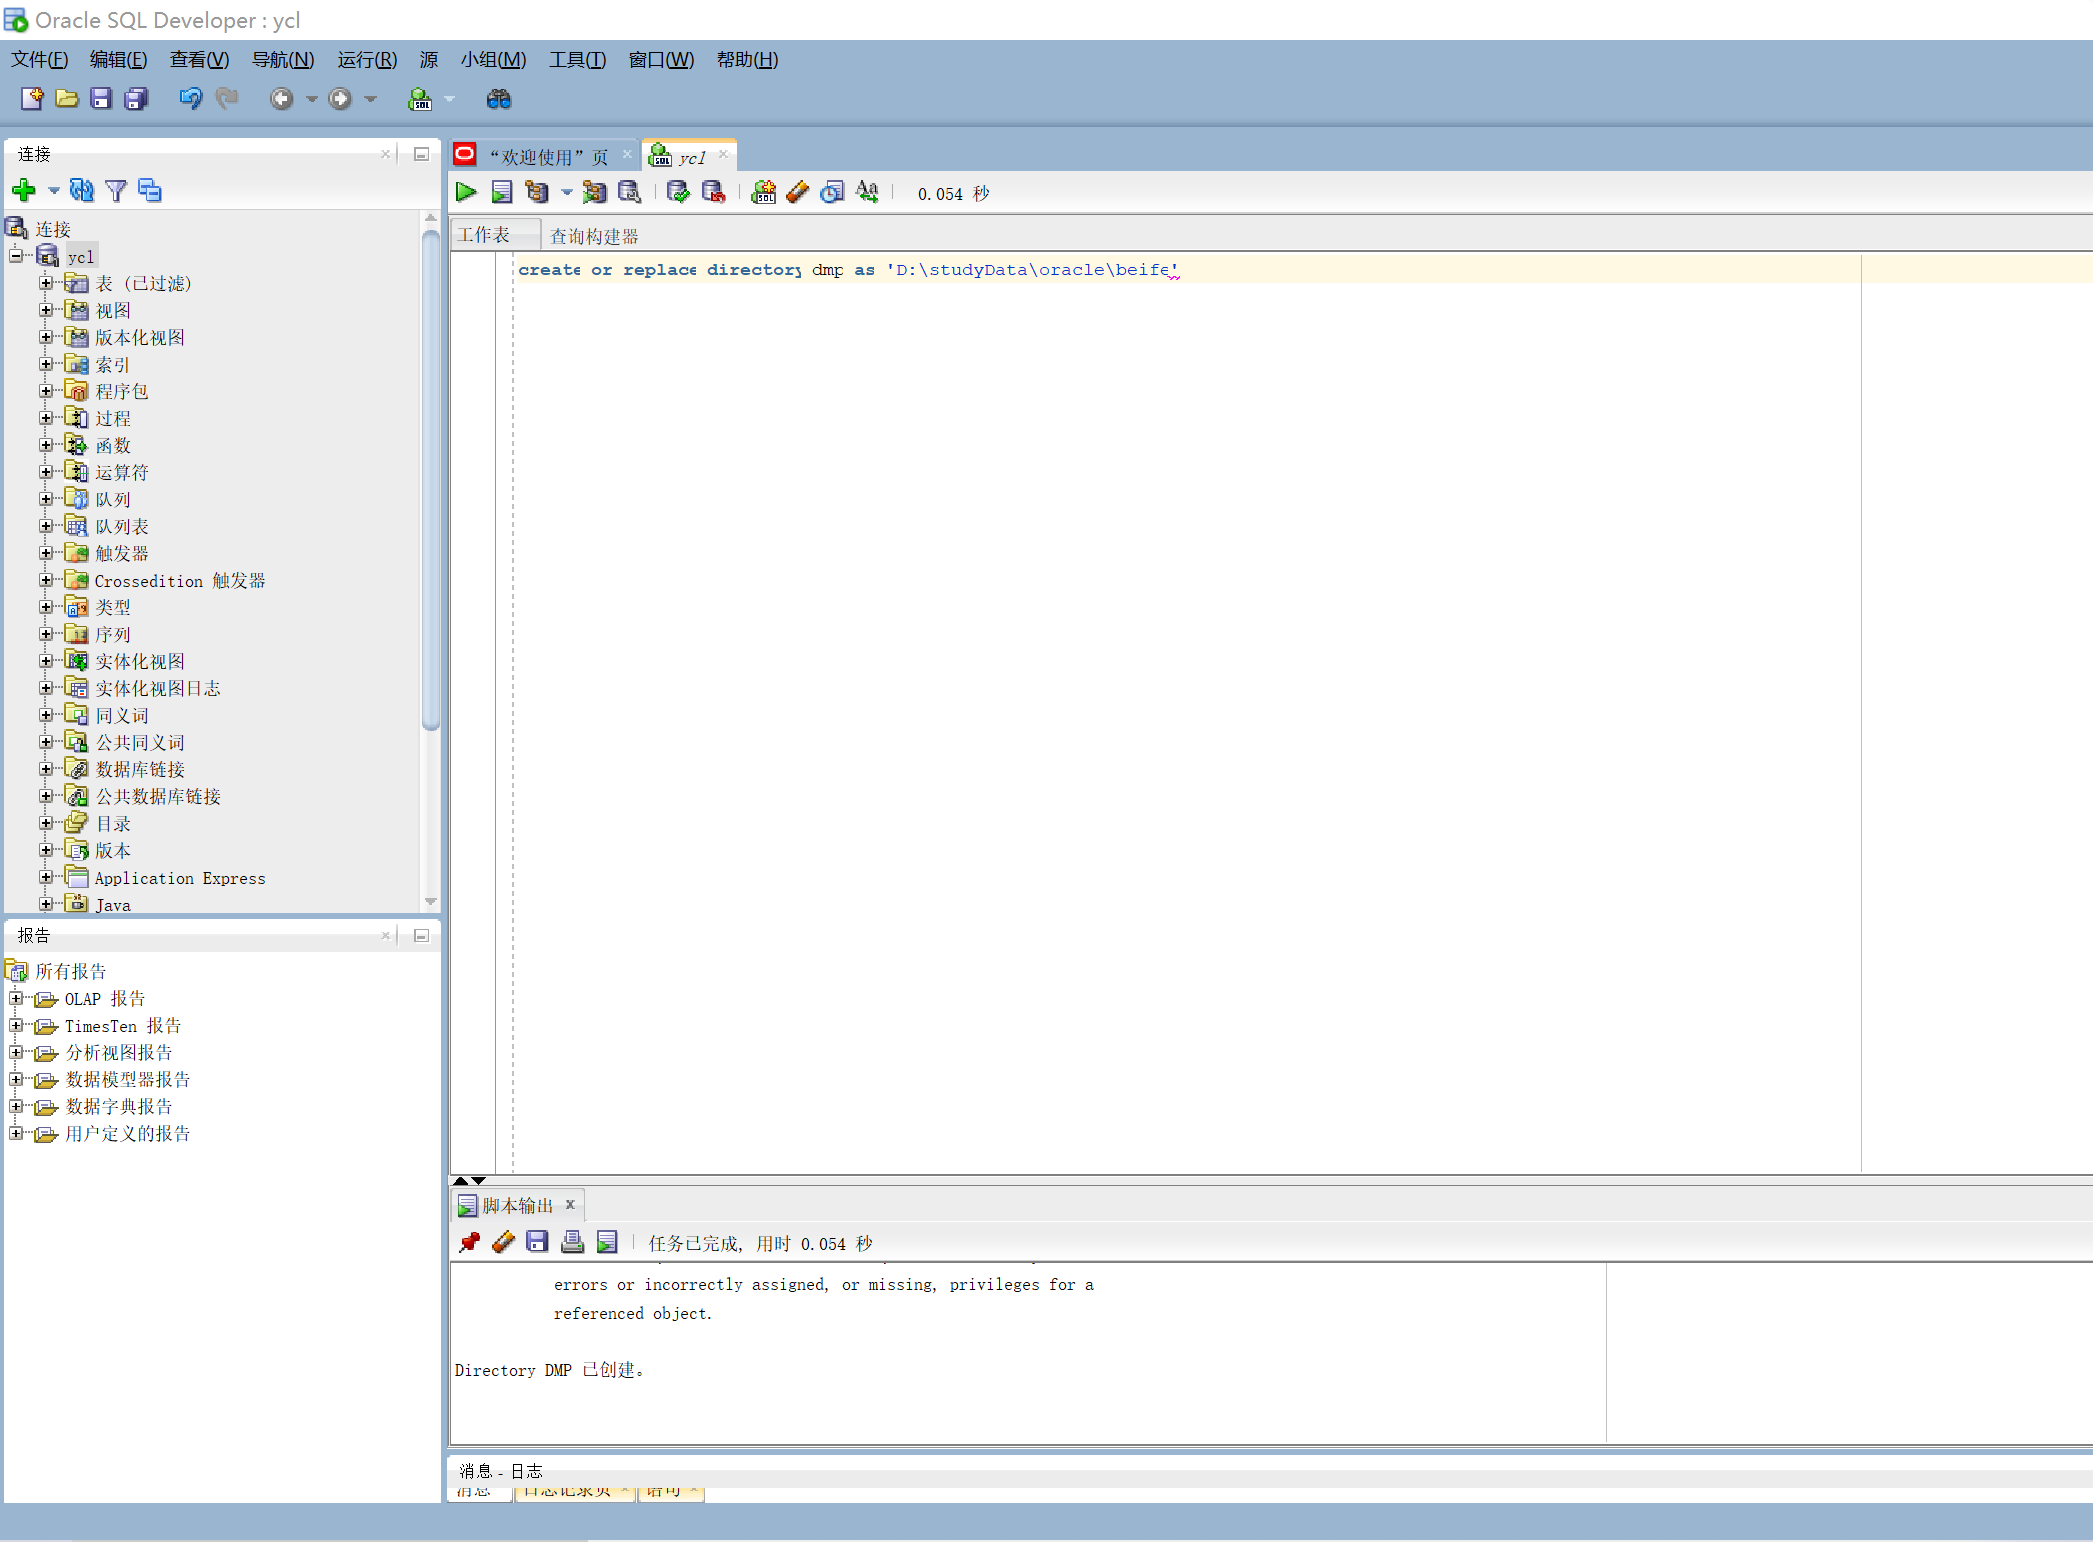 Oracle SQL Developer : ycl
文件(F) 编辑(E) 查看(V) 导航(N) 运行(R) 源 小组(M) 工具(T) 窗口(W) 帮助(H)
连接
连接
ycl
表 (已过滤)
视图
版本化视图
索引
程序包
过程
函数
运算符
队列
队列表
触发器
Crossedition 触发器
类型
序列
实体化视图
实体化视图日志
同义词
公共同义词
数据库链接
公共数据库链接
目录
版本
Application Express
Java
报告
所有报告
OLAP 报告
TimesTen 报告
分析视图报告
数据模型器报告
数据字典报告
用户定义的报告
“欢迎使用”页 ycl
0.054 秒
工作表 查询构建器
create or replace directory dmp as 'D:\studyData\oracle\beife'
脚本输出
任务已完成, 用时 0.054 秒
errors or incorrectly assigned, or missing, privileges for a
referenced object.
Directory DMP 已创建。
消息 - 日志
消息 日志记录页 语句